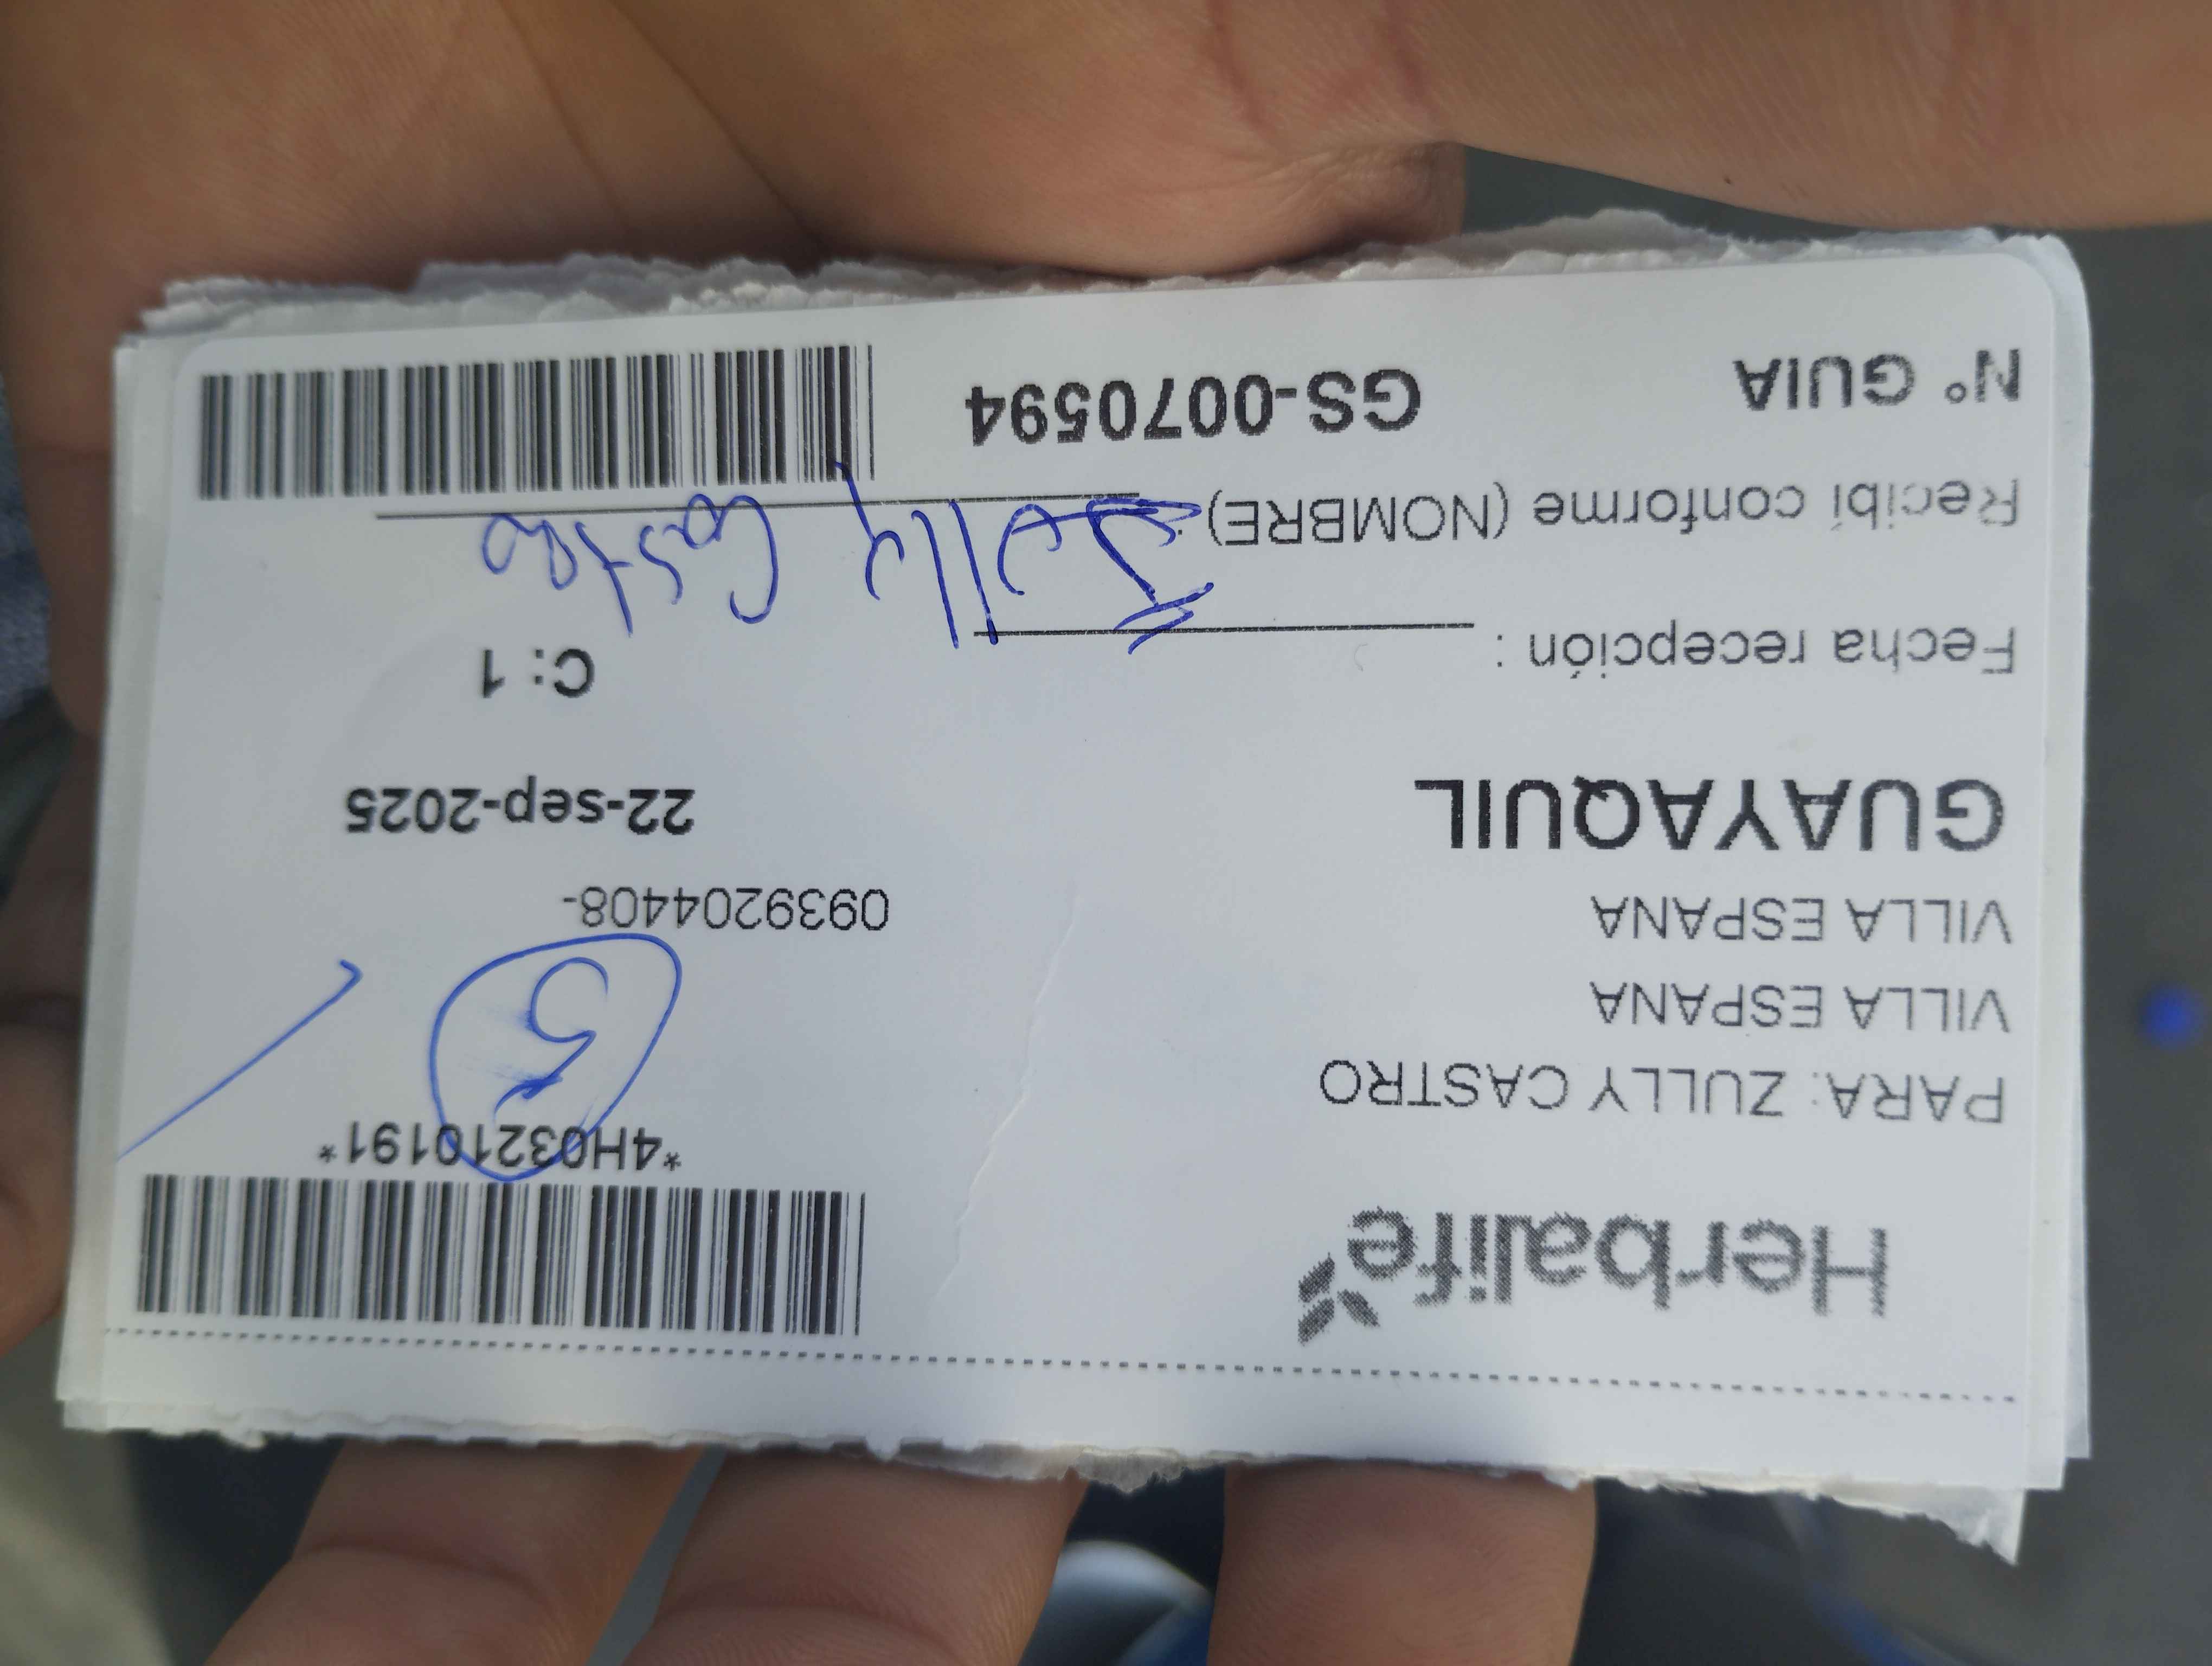 Herbalife
*4H03210191*
PARA: ZULLY CASTRO
5
VILLA ESPANA
VILLA ESPANA
0939204408-
GUAYAQUIL
22-sep-2025
C: 1
Fecha recepción :
Recibí conforme (NOMBRE) : Zully Castro
N° GUIA GS-0070594